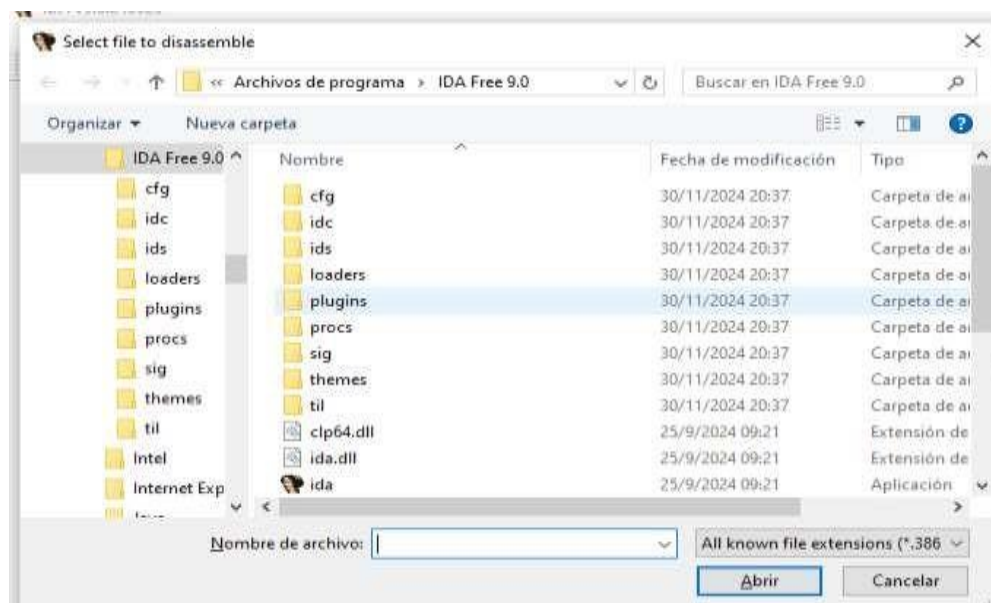 Select file to disassemble
« Archivos de programa > IDA Free 9.0 Buscar en IDA Free 9.0
Organizar Nueva carpeta
IDA Free 9.0 Nombre Fecha de modificación Tipo
cfg cfg 30/11/2024 20:37 Carpeta de
idc idc 30/11/2024 20:37 Carpeta de
ids ids 30/11/2024 20:37 Carpeta de
loaders loaders 30/11/2024 20:37 Carpeta de
plugins plugins 30/11/2024 20:37 Carpeta de
procs procs 30/11/2024 20:37 Carpeta de
sig sig 30/11/2024 20:37 Carpeta de
themes themes 30/11/2024 20:37 Carpeta de
til til 30/11/2024 20:37 Carpeta de
clp64.dll 25/9/2024 09:21 Extensión de
Intel ida.dll 25/9/2024 09:21 Extensión de
Internet Exp ida 25/9/2024 09:21 Aplicación
Nombre de archivo: All known file extensions (*.386
Abrir Cancelar